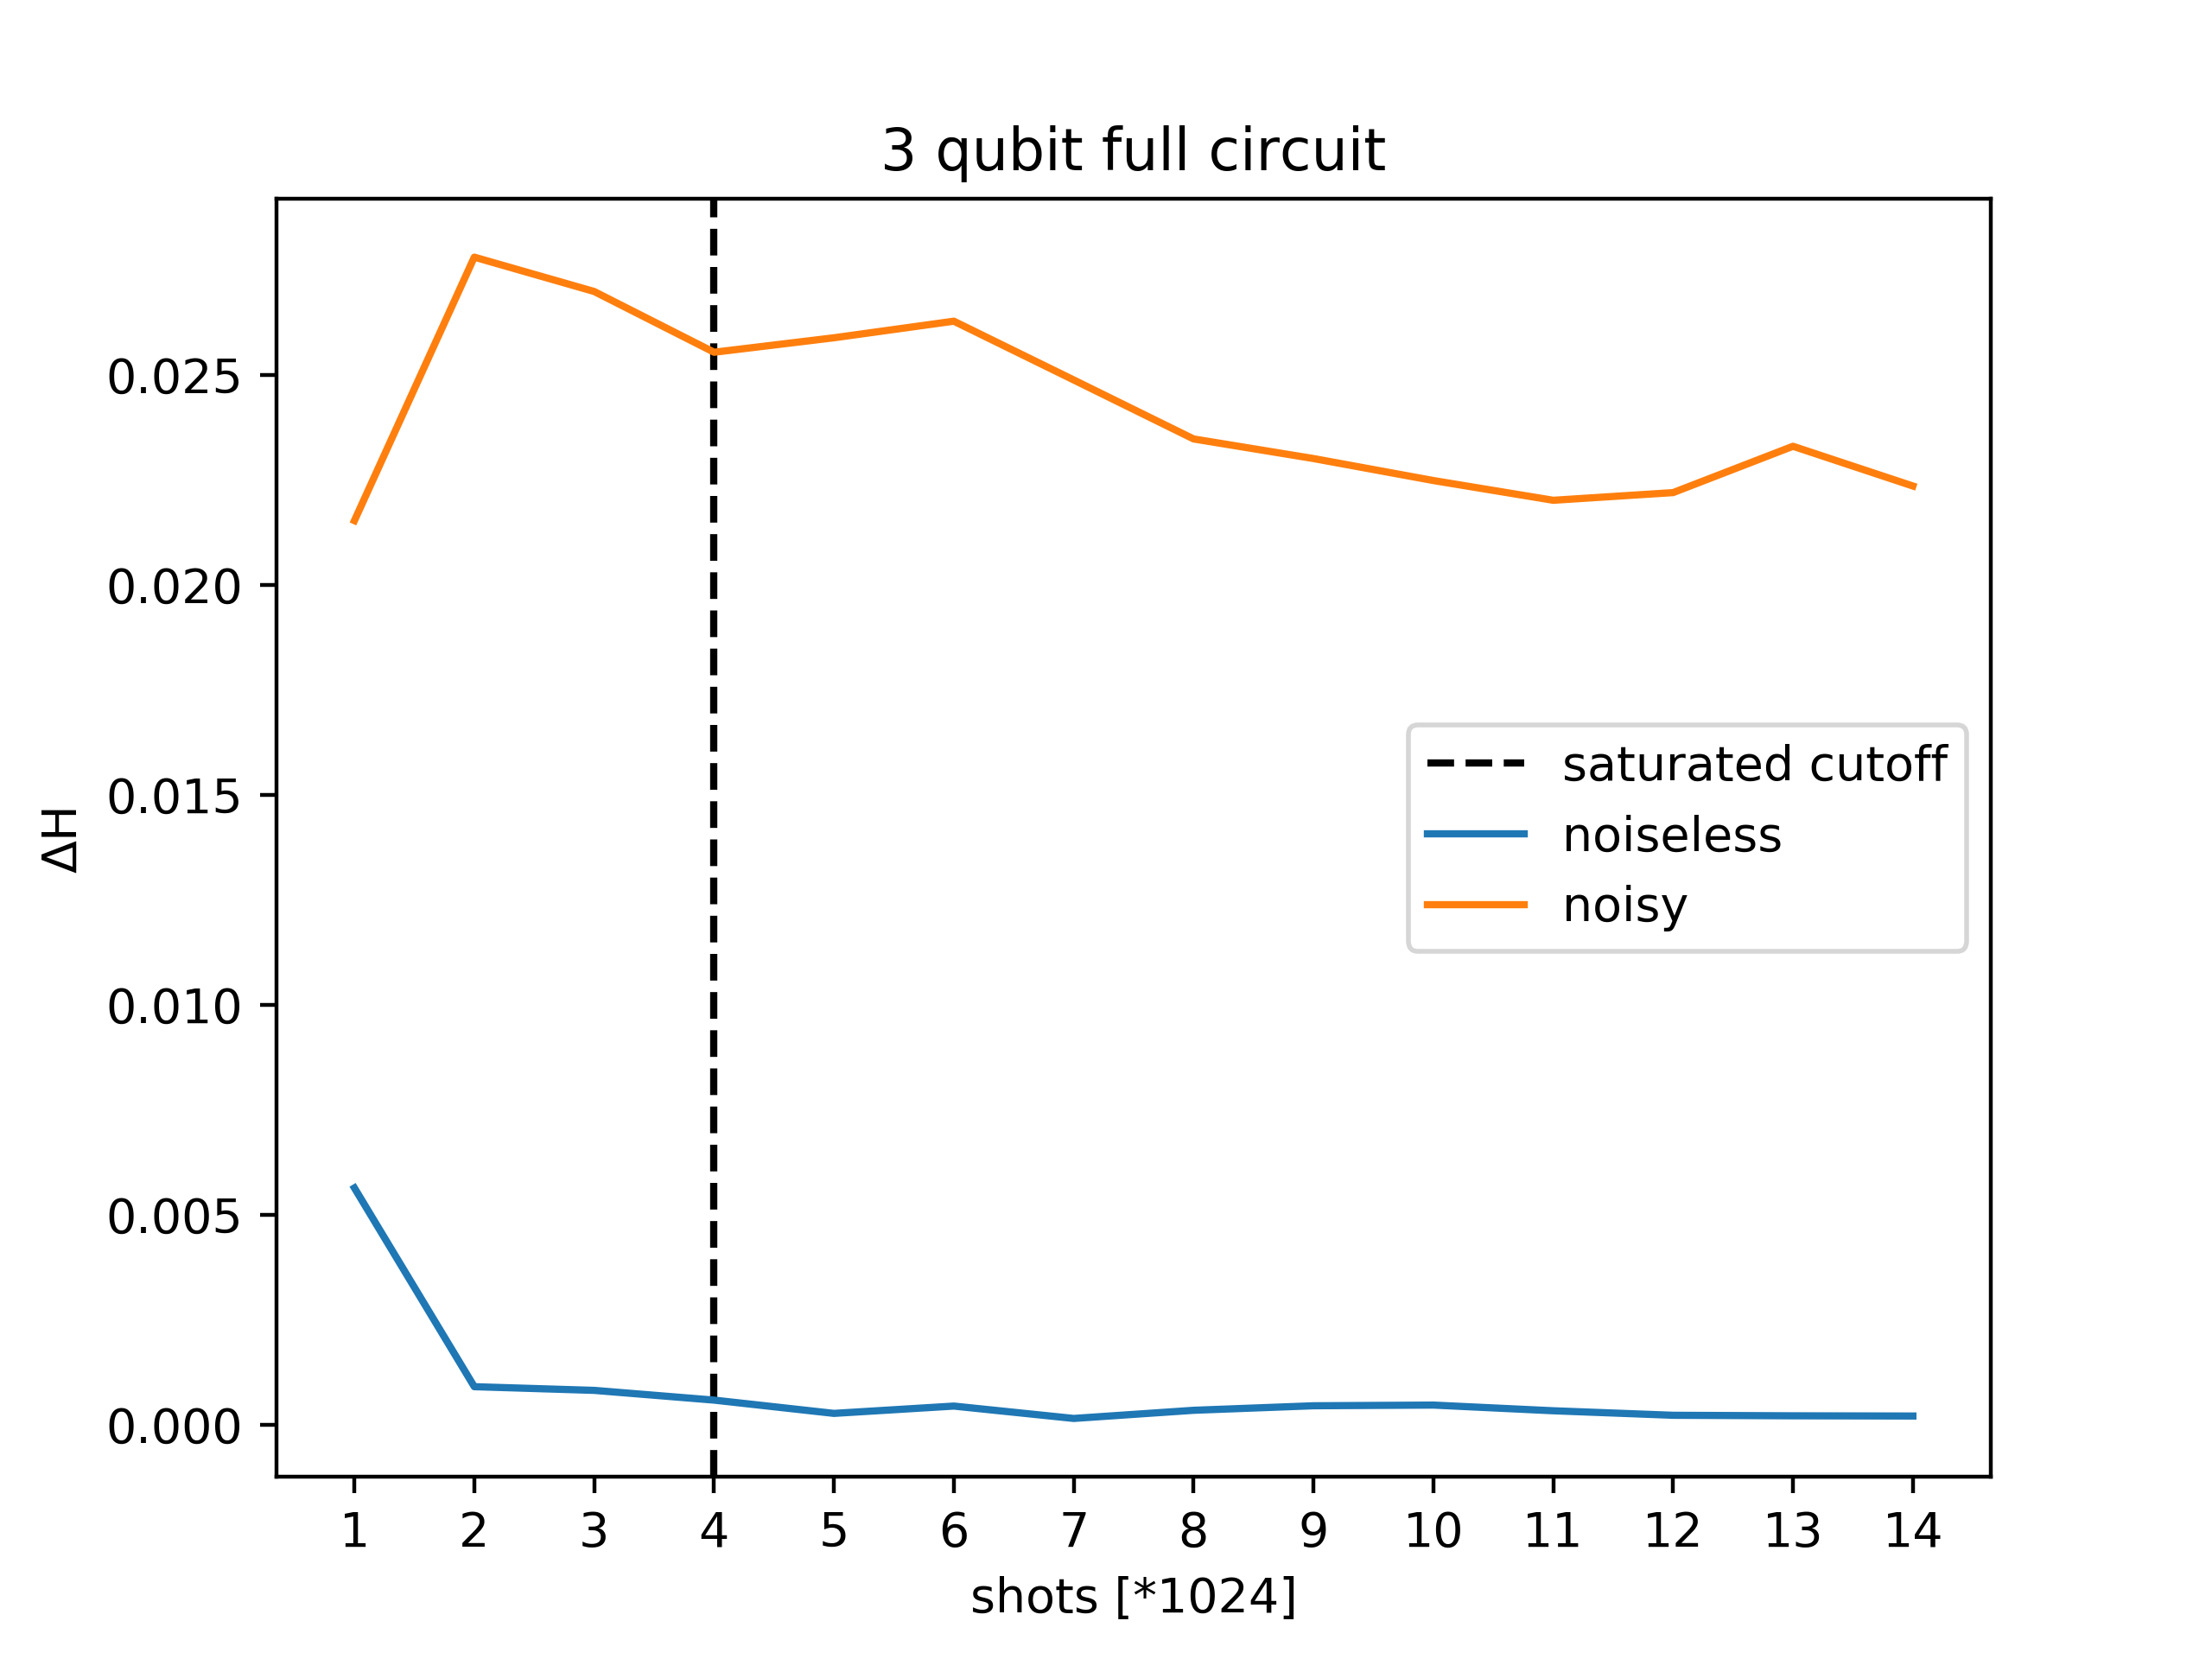 3 qubit full circuit
0.025
0.020
0.015
0.010
0.005
0.000
ΔH
saturated cutoff
noiseless
noisy
1 2 3 4 5 6 7 8 9 10 11 12 13 14
shots [*1024]